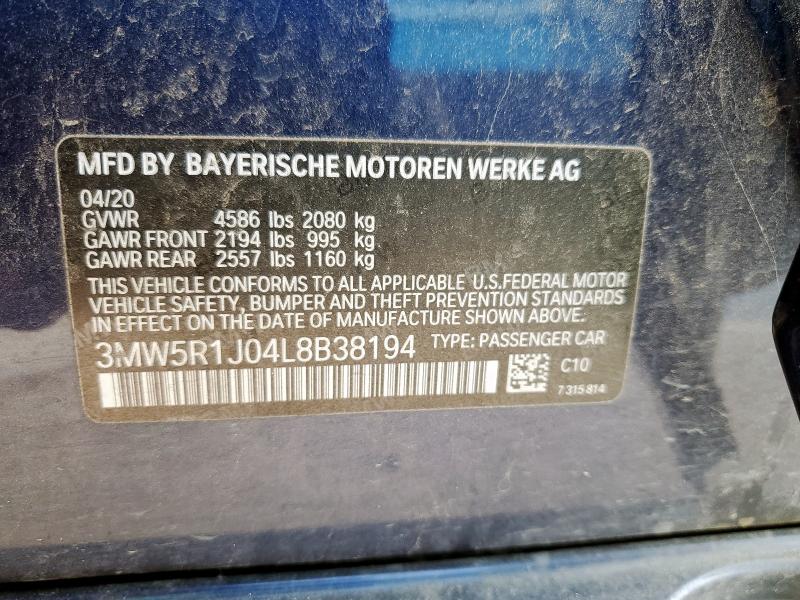 MFD BY BAYERISCHE MOTOREN WERKE AG
04/20
GVWR 4586 lbs 2080 kg
GAWR FRONT 2194 lbs 995 kg
GAWR REAR 2557 lbs 1160 kg
THIS VEHICLE CONFORMS TO ALL APPLICABLE U.S.FEDERAL MOTOR
VEHICLE SAFETY, BUMPER AND THEFT PREVENTION STANDARDS
IN EFFECT ON THE DATE OF MANUFACTURE SHOWN ABOVE.
3MW5R1J04L8B38194 TYPE: PASSENGER CAR
C10
7 315 814